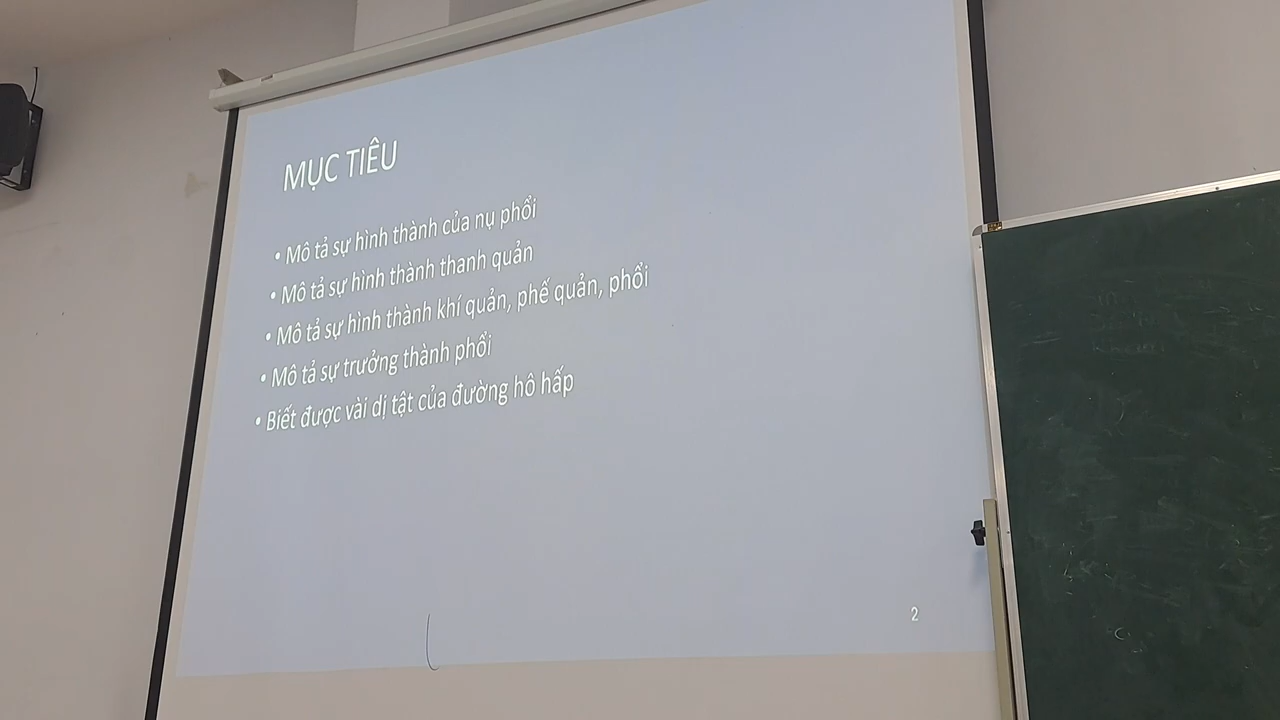 MỤC TIÊU
• Mô tả sự hình thành của nụ phổi
• Mô tả sự hình thành thanh quản
• Mô tả sự hình thành khí quản, phế quản, phổi
• Mô tả sự trưởng thành phổi
• Biết được vài dị tật của đường hô hấp
2